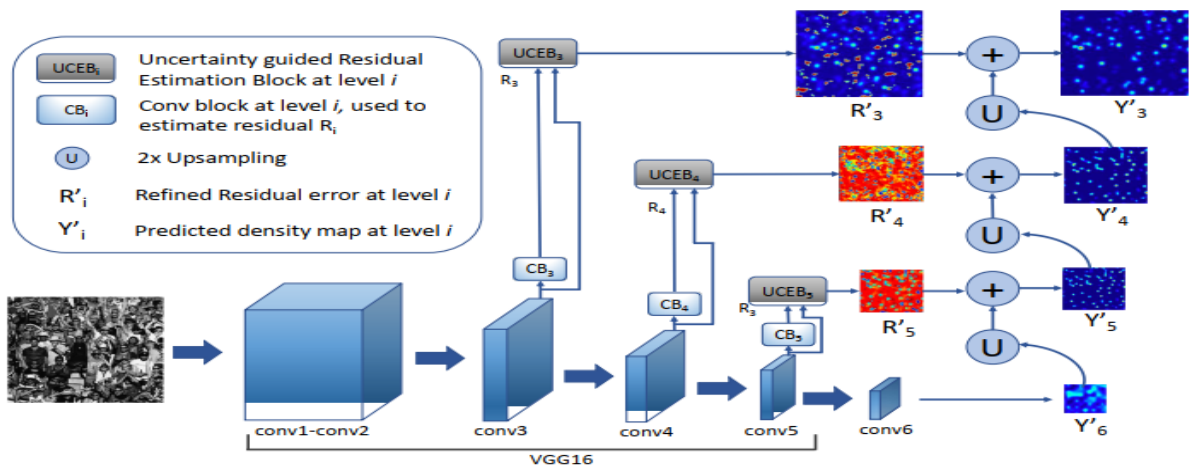 UCEBi
Uncertainty guided Residual
Estimation Block at level i
CBi
Conv block at level i, used to
estimate residual Ri
U
2x Upsampling
R'i
Refined Residual error at level i
Y'i
Predicted density map at level i
UCEB3
R3
+
R'3
Y'3
U
UCEB4
R4
+
R'4
Y'4
CB3
U
UCEB5
R3
+
CB4
CB5
R'5
Y'5
U
conv1-conv2
conv3
conv4
conv5
conv6
Y'6
VGG16